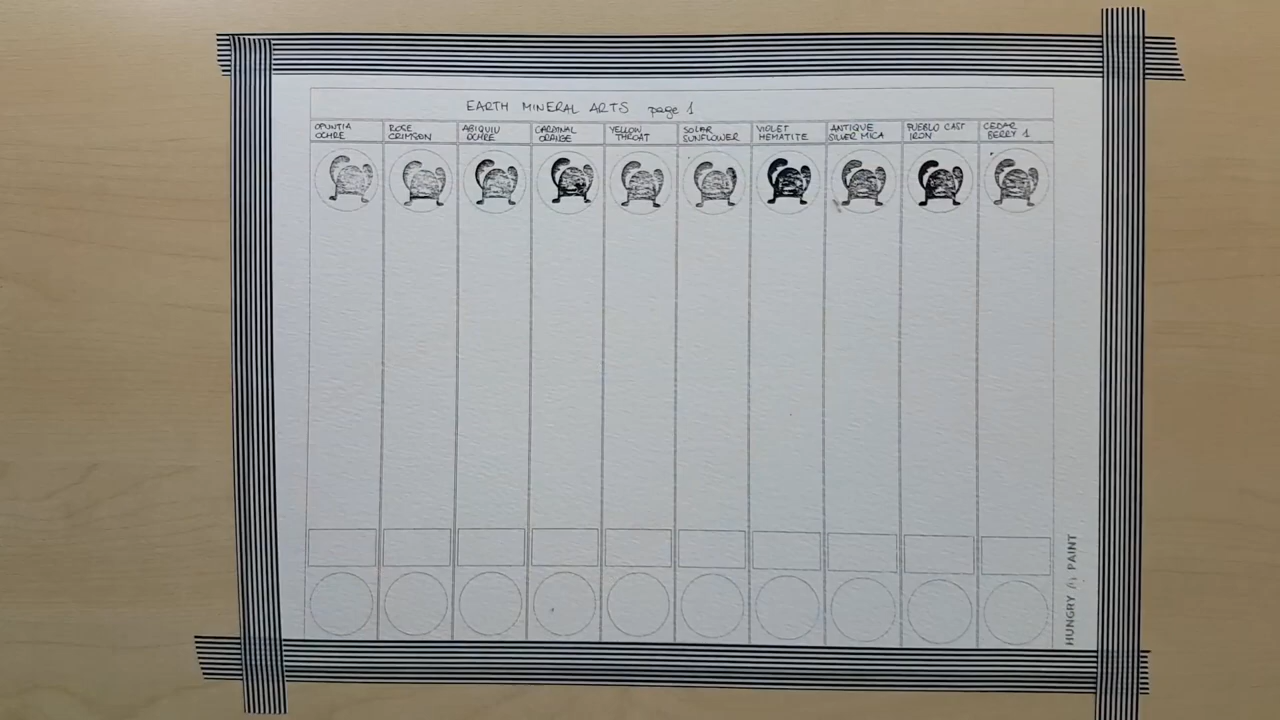 EARTH MINERAL ARTS page 1
OPUNTIA
OCHRE
ROSE
CRIMSON
ABIQUIU
OCHRE
CARDINAL
ORANGE
YELLOW
THROAT
SOLAR
SUNFLOWER
VIOLET
HEMATITE
ANTIQUE
SILVER MICA
PUEBLO CAST
IRON
CEDAR
BERRY 1
HUNGRY PAINT